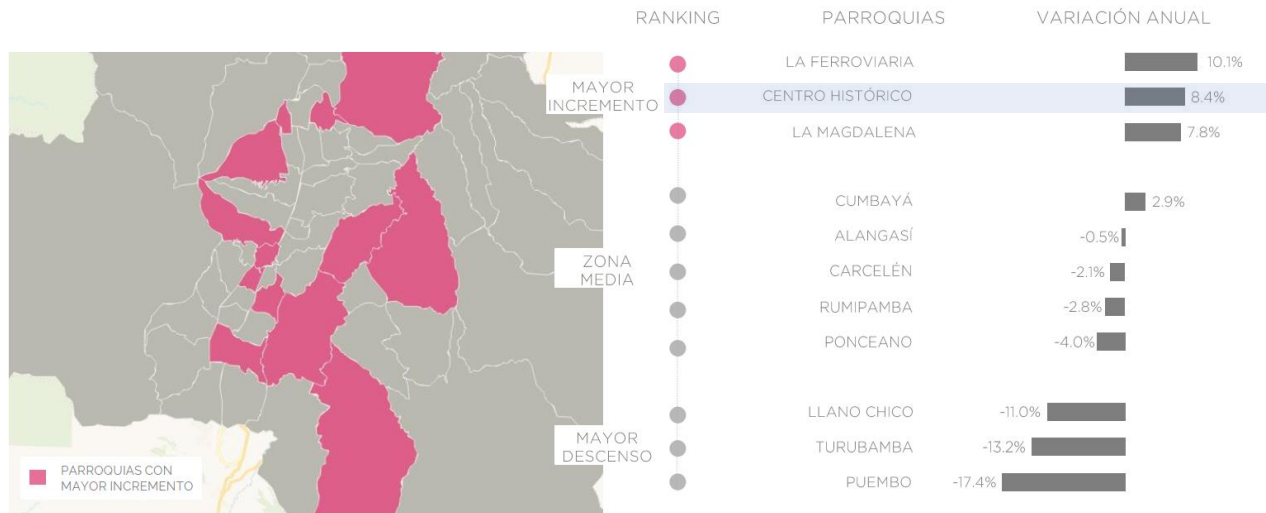 RANKING PARROQUIAS VARIACIÓN ANUAL
MAYOR
INCREMENTO
LA FERROVIARIA 10.1%
CENTRO HISTÓRICO 8.4%
LA MAGDALENA 7.8%
ZONA
MEDIA
CUMBAYÁ 2.9%
ALANGASÍ -0.5%
CARCELÉN -2.1%
RUMIPAMBA -2.8%
PONCEANO -4.0%
MAYOR
DESCENSO
LLANO CHICO -11.0%
TURUBAMBA -13.2%
PUEMBO -17.4%
PARROQUIAS CON
MAYOR INCREMENTO